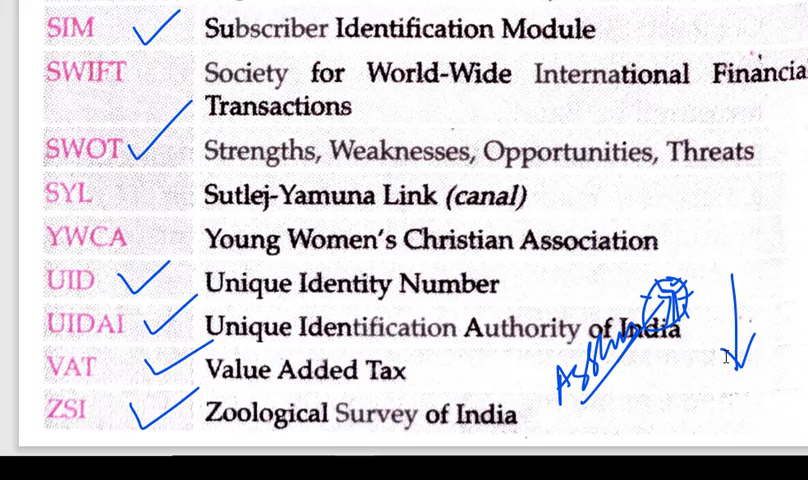 SIM Subscriber Identification Module
SWIFT Society for World-Wide International Financial
Transactions
SWOT Strengths, Weaknesses, Opportunities, Threats
SYL Sutlej-Yamuna Link (canal)
YWCA Young Women's Christian Association
UID Unique Identity Number
UIDAI Unique Identification Authority of India
VAT Value Added Tax
ZSI Zoological Survey of India